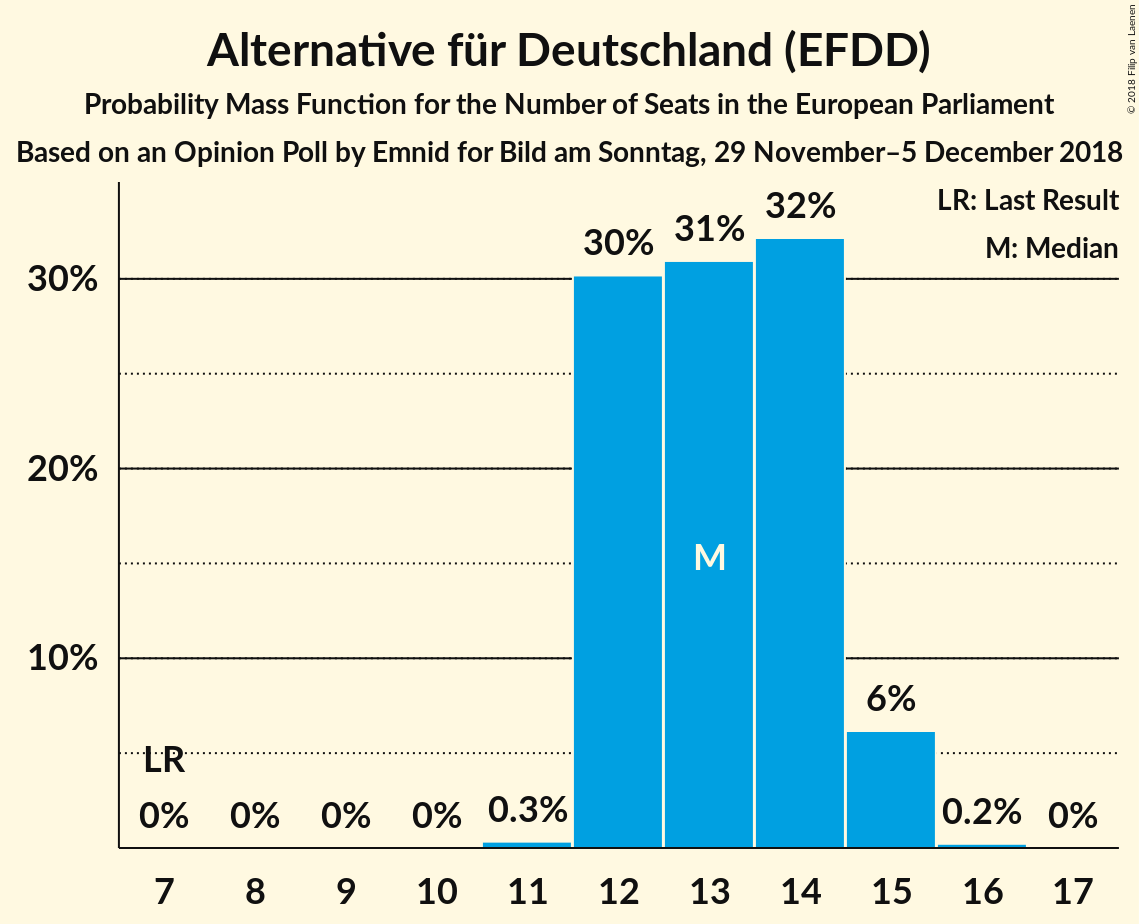 Alternative für Deutschland (EFDD)
Probability Mass Function for the Number of Seats in the European Parliament
Based on an Opinion Poll by Emnid for Bild am Sonntag, 29 November–5 December 2018
© 2018 Filip van Laenen
LR: Last Result
M: Median
30%
20%
10%
LR
0%
0%
0%
0%
0.3%
30%
31%
32%
6%
0.2%
0%
M
7 8 9 10 11 12 13 14 15 16 17